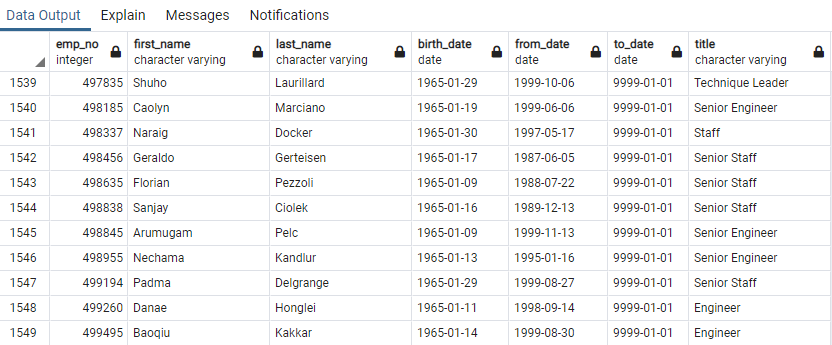 Data Output Explain Messages Notifications
emp_no first_name last_name birth_date from_date to_date title
integer character varying character varying date date date character varying
1539 497835 Shuho Laurillard 1965-01-29 1999-10-06 9999-01-01 Technique Leader
1540 498185 Caolyn Marciano 1965-01-19 1999-06-06 9999-01-01 Senior Engineer
1541 498337 Naraig Docker 1965-01-30 1997-05-17 9999-01-01 Staff
1542 498456 Geraldo Gerteisen 1965-01-17 1987-06-05 9999-01-01 Senior Staff
1543 498635 Florian Pezzoli 1965-01-09 1988-07-22 9999-01-01 Senior Staff
1544 498838 Sanjay Ciolek 1965-01-16 1989-12-13 9999-01-01 Senior Staff
1545 498845 Arumugam Pelc 1965-01-09 1999-11-13 9999-01-01 Senior Engineer
1546 498955 Nechama Kandlur 1965-01-13 1995-01-16 9999-01-01 Senior Engineer
1547 499194 Padma Delgrange 1965-01-29 1999-08-27 9999-01-01 Senior Staff
1548 499260 Danae Honglei 1965-01-11 1998-09-14 9999-01-01 Engineer
1549 499495 Baoqiu Kakkar 1965-01-14 1999-08-30 9999-01-01 Engineer